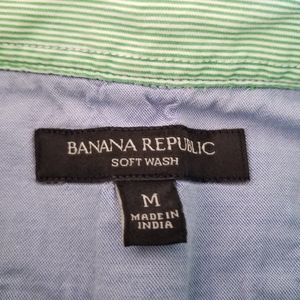 BANANA REPUBLIC
SOFT WASH
M
MADE IN
INDIA